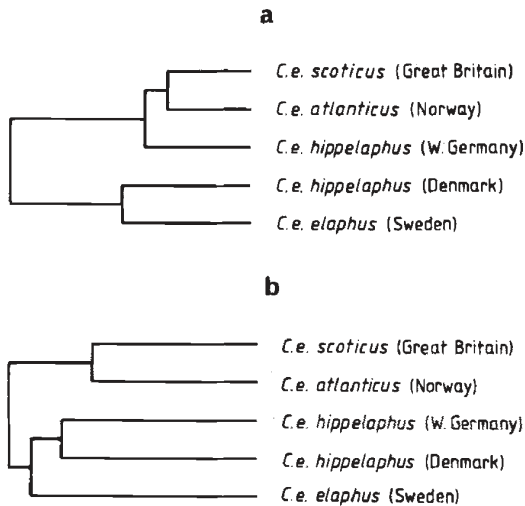 a
C.e. scoticus (Great Britain)
C.e. atlanticus (Norway)
C.e. hippelaphus (W. Germany)
C.e. hippelaphus (Denmark)
C.e. elaphus (Sweden)
b
C.e. scoticus (Great Britain)
C.e. atlanticus (Norway)
C.e. hippelaphus (W. Germany)
C.e. hippelaphus (Denmark)
C.e. elaphus (Sweden)